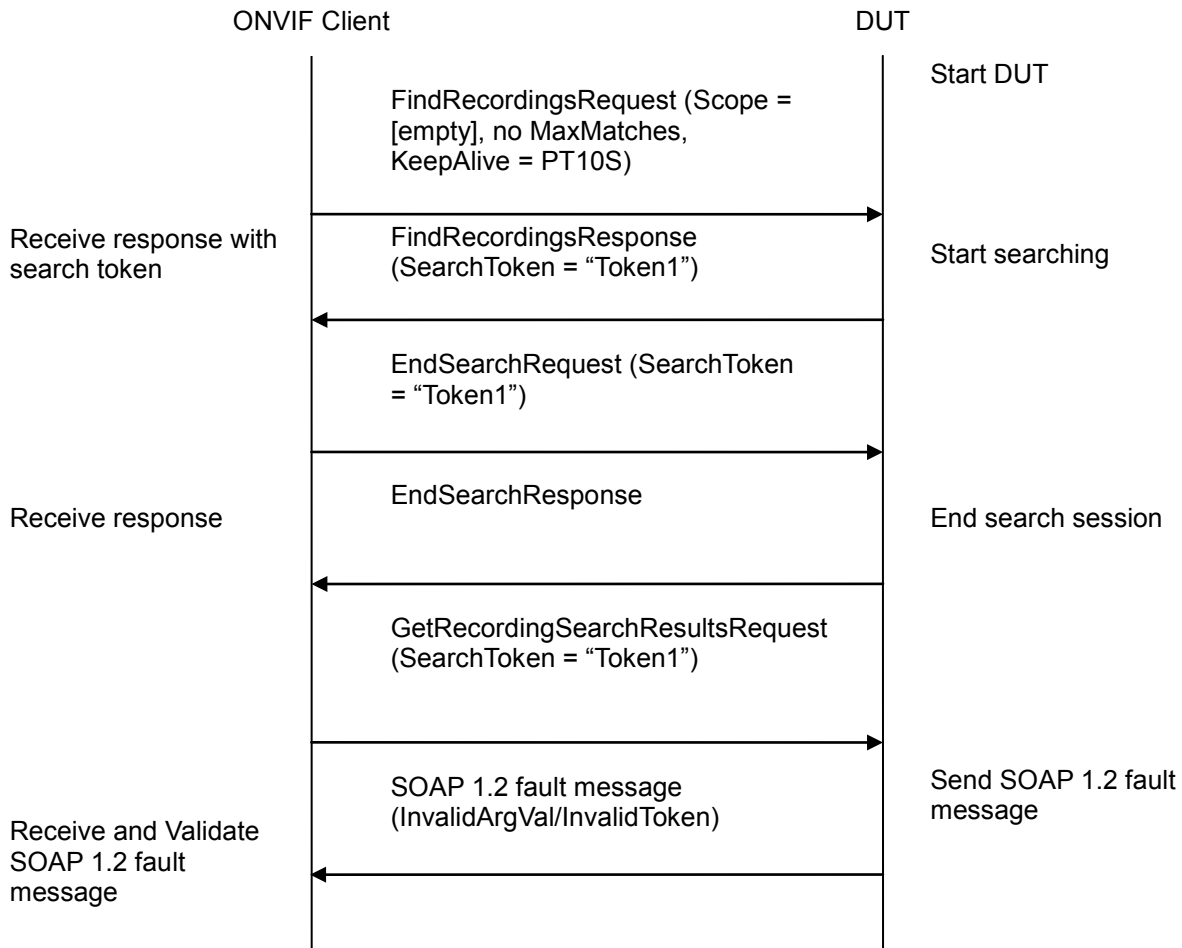 ONVIF Client
DUT
Start DUT
FindRecordingsRequest (Scope =
[empty], no MaxMatches,
KeepAlive = PT10S)
Receive response with
search token
FindRecordingsResponse
(SearchToken = “Token1”)
Start searching
EndSearchRequest (SearchToken
= “Token1”)
Receive response
EndSearchResponse
End search session
GetRecordingSearchResultsRequest
(SearchToken = “Token1”)
SOAP 1.2 fault message
(InvalidArgVal/InvalidToken)
Send SOAP 1.2 fault
message
Receive and Validate
SOAP 1.2 fault
message